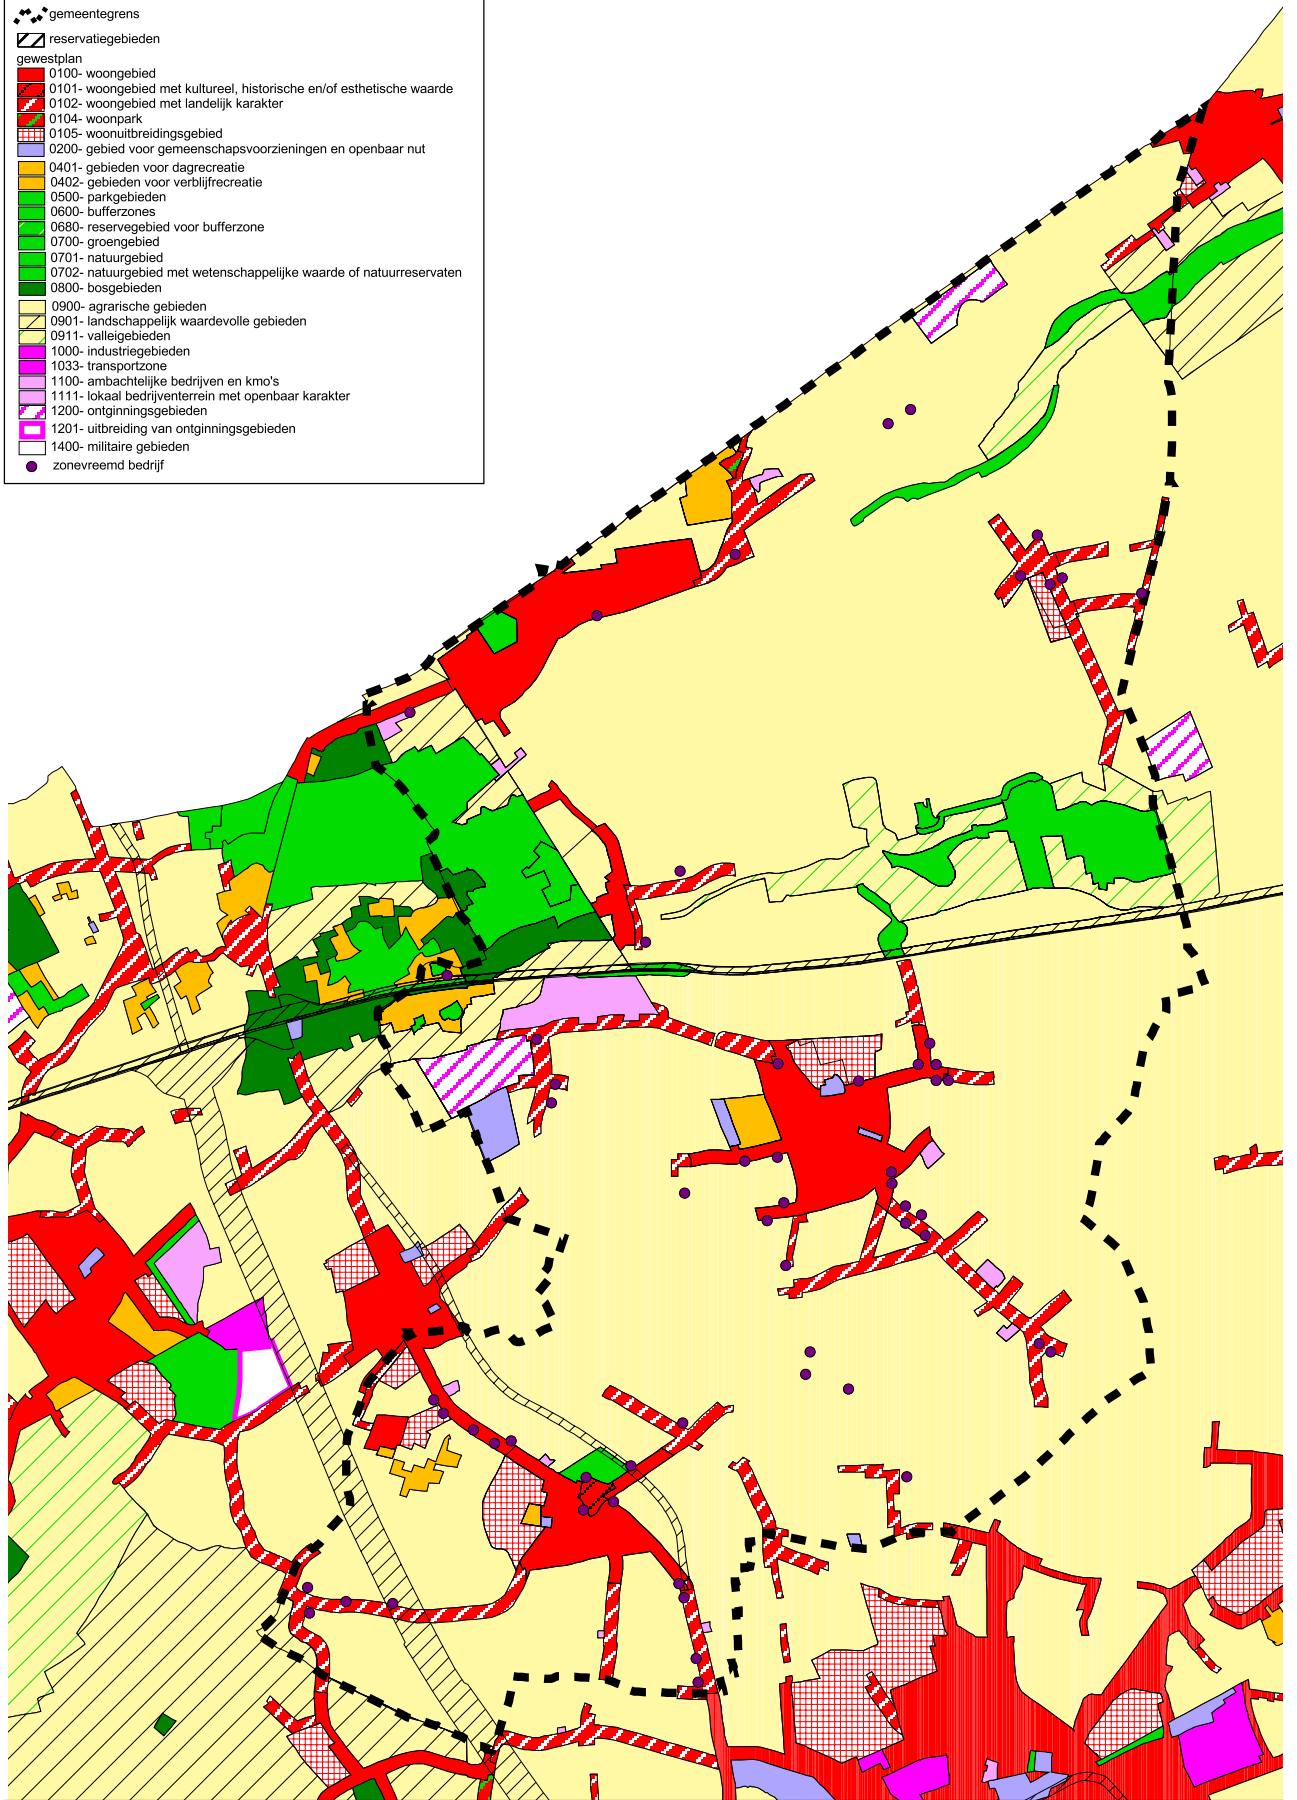 gemeentegrens
reservatiegebieden
gewestplan
0100- woongebied
0101- woongebied met kultureel, historische en/of esthetische waarde
0102- woongebied met landelijk karakter
0104- woonpark
0105- woonuitbreidingsgebied
0200- gebied voor gemeenschapsvoorzieningen en openbaar nut
0401- gebieden voor dagrecreatie
0402- gebieden voor verblijfrecreatie
0500- parkgebieden
0600- bufferzones
0680- reservegebied voor bufferzone
0700- groengebied
0701- natuurgebied
0702- natuurgebied met wetenschappelijke waarde of natuurreservaten
0800- bosgebieden
0900- agrarische gebieden
0901- landschappelijk waardevolle gebieden
0911- valleigebieden
1000- industriegebieden
1033- transportzone
1100- ambachtelijke bedrijven en kmo's
1111- lokaal bedrijventerrein met openbaar karakter
1200- ontginningsgebieden
1201- uitbreiding van ontginningsgebieden
1400- militaire gebieden
zonevreemd bedrijf